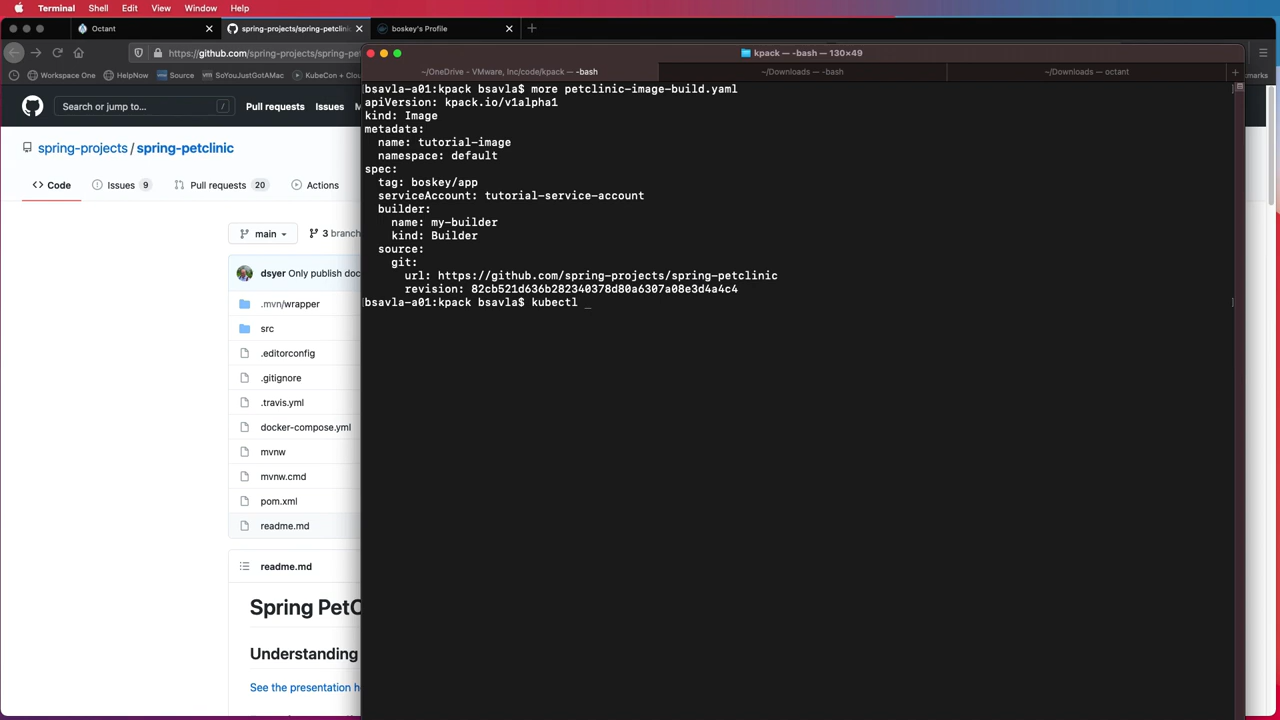 Terminal Shell Edit View Window Help
Octant
spring-projects/spring-petclinic
boskey's Profile
https://github.com/spring-projects/spring-pet
Workspace One
HelpNow
Source
SoYouJustGotAMac
KubeCon + Cloud
kmarks
kpack — -bash — 130×49
~/OneDrive - VMware, Inc/code/kpack — -bash
~/Downloads — -bash
~/Downloads — octant
Search or jump to...
/
Pull requests
Issues
M
spring-projects / spring-petclinic
Code
Issues 9
Pull requests 20
Actions
main
3 branch
dsyer Only publish doc
.mvn/wrapper
src
.editorconfig
.gitignore
.travis.yml
docker-compose.yml
mvnw
mvnw.cmd
pom.xml
readme.md
readme.md
Spring PetC
Understanding
See the presentation h
[bsavla-a01:kpack bsavla$ more petclinic-image-build.yaml
apiVersion: kpack.io/v1alpha1
kind: Image
metadata:
name: tutorial-image
namespace: default
spec:
tag: boskey/app
serviceAccount: tutorial-service-account
builder:
name: my-builder
kind: Builder
source:
git:
url: https://github.com/spring-projects/spring-petclinic
revision: 82cb521d636b282340378d80a6307a08e3d4a4c4
[bsavla-a01:kpack bsavla$ kubectl _